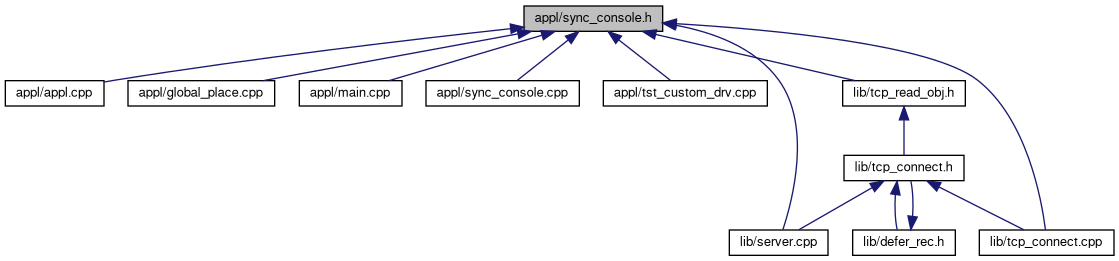 appl/sync_console.h
appl/appl.cpp
appl/global_place.cpp
appl/main.cpp
appl/sync_console.cpp
appl/tst_custom_drv.cpp
lib/tcp_read_obj.h
lib/tcp_connect.h
lib/server.cpp
lib/defer_rec.h
lib/tcp_connect.cpp